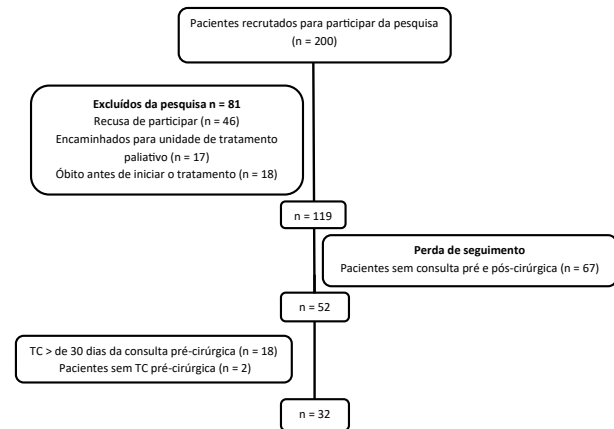 Pacientes recrutados para participar da pesquisa
(n = 200)
Excluídos da pesquisa n = 81
Recusa de participar (n = 46)
Encaminhados para unidade de tratamento
paliativo (n = 17)
Óbito antes de iniciar o tratamento (n = 18)
n = 119
Perda de seguimento
Pacientes sem consulta pré e pós-cirúrgica (n = 67)
n = 52
TC > de 30 dias da consulta pré-cirúrgica (n = 18)
Pacientes sem TC pré-cirúrgica (n = 2)
n = 32